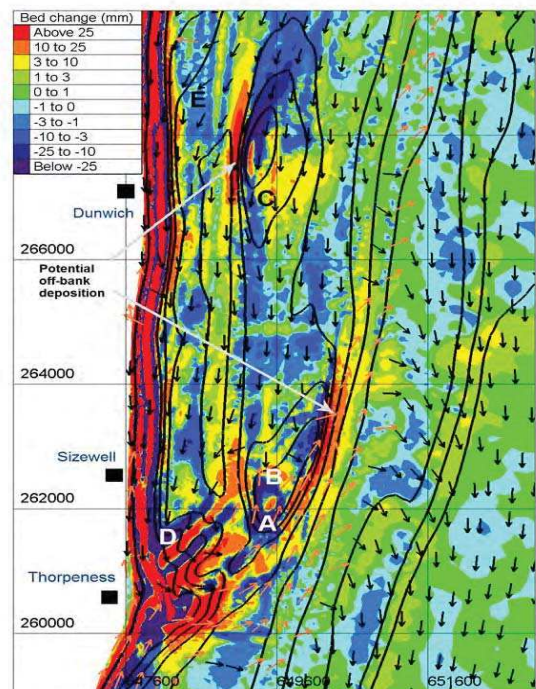 Bed change (mm)
Above 25
10 to 25
3 to 10
1 to 3
0 to 1
-1 to 0
-3 to -1
-10 to -3
-25 to -10
Below -25
E
C
Dunwich
266000
Potential
off-bank
deposition
264000
Sizewell
B
262000
A
D
Thorpeness
260000
647600
649600
651600